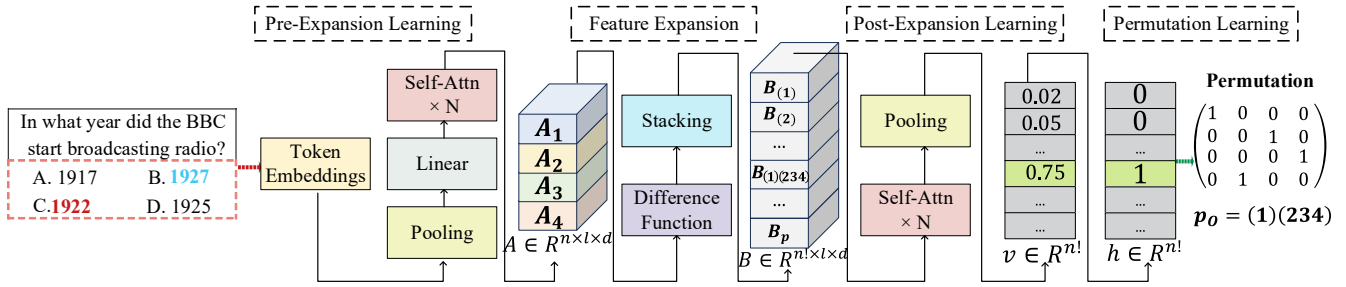 Pre-Expansion Learning
Feature Expansion
Post-Expansion Learning
Permutation Learning
In what year did the BBC
start broadcasting radio?
A. 1917 B. 1927
C.1922 D. 1925
Token
Embeddings
Self-Attn
× N
Linear
Pooling
A₁
A₂
A₃
A₄
A ∈ R^{n×l×d}
Stacking
Difference
Function
B₍₁₎
B₍₂₎
...
B₍₁₎₍₂₃₄₎
...
Bₚ
B ∈ R^{n!×l×d}
Pooling
Self-Attn
× N
0.02
0.05
...
0.75
...
...
v ∈ R^{n!}
0
0
...
1
...
...
h ∈ R^{n!}
Permutation
1 0 0 0
0 0 1 0
0 0 0 1
0 1 0 0
p_O = (1)(234)